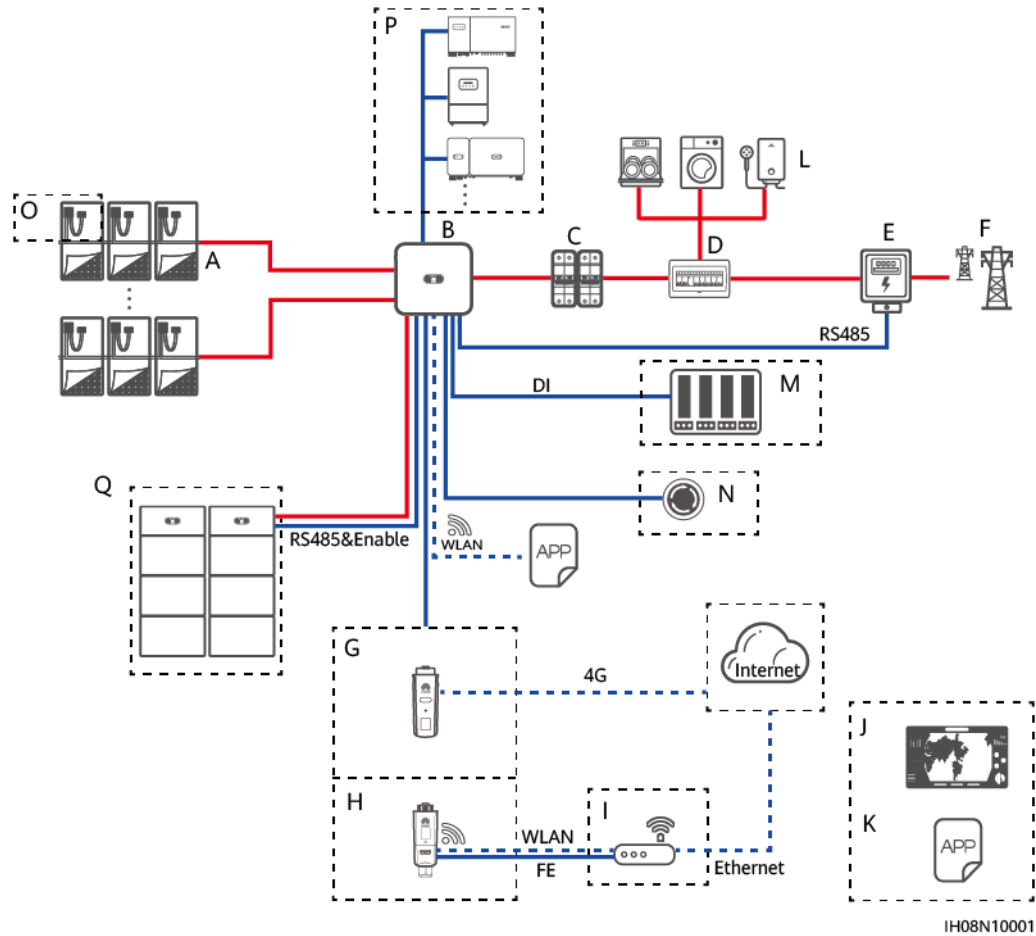 P
B
C
L
D
E
F
O
A
RS485
DI
M
N
Q
RS485&Enable
WLAN
APP
G
4G
Internet
H
WLAN
FE
I
Ethernet
J
K
APP
IH08N10001